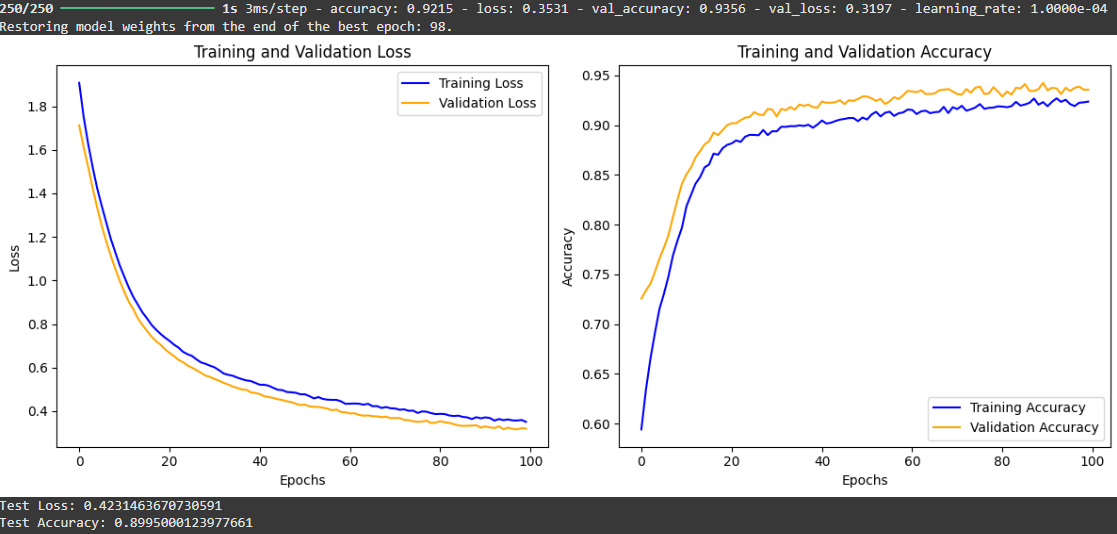 250/250 ━━━━━━━━━━━━━━━━━━━━ 1s 3ms/step - accuracy: 0.9215 - loss: 0.3531 - val_accuracy: 0.9356 - val_loss: 0.3197 - learning_rate: 1.0000e-04
Restoring model weights from the end of the best epoch: 98.
Training and Validation Loss
Training Loss
Validation Loss
1.8
1.6
1.4
1.2
1.0
0.8
0.6
0.4
Loss
0 20 40 60 80 100
Epochs
Training and Validation Accuracy
0.95
0.90
0.85
0.80
0.75
0.70
0.65
0.60
Accuracy
Training Accuracy
Validation Accuracy
0 20 40 60 80 100
Epochs
Test Loss: 0.4231463670730591
Test Accuracy: 0.8995000123977661